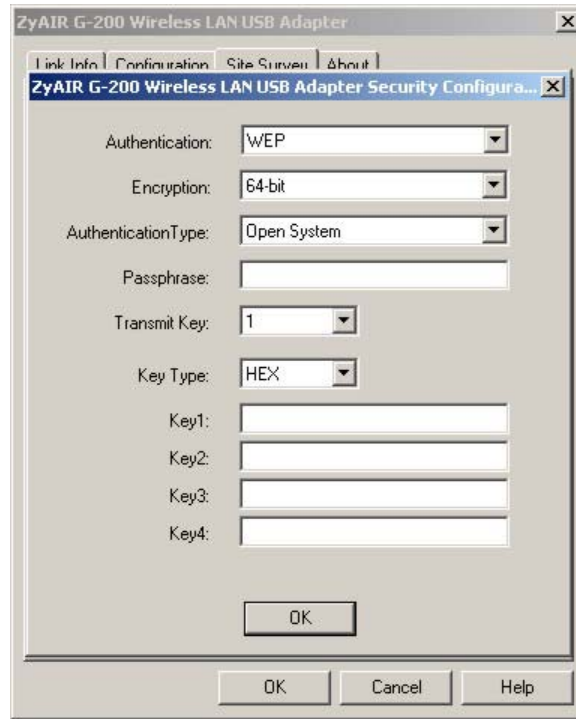 ZyAIR G-200 Wireless LAN USB Adapter
Link Info Configuration Site Survey About
ZyAIR G-200 Wireless LAN USB Adapter Security Configura...
Authentication: WEP
Encryption: 64-bit
AuthenticationType: Open System
Passphrase:
Transmit Key: 1
Key Type: HEX
Key1:
Key2:
Key3:
Key4:
OK
OK Cancel Help